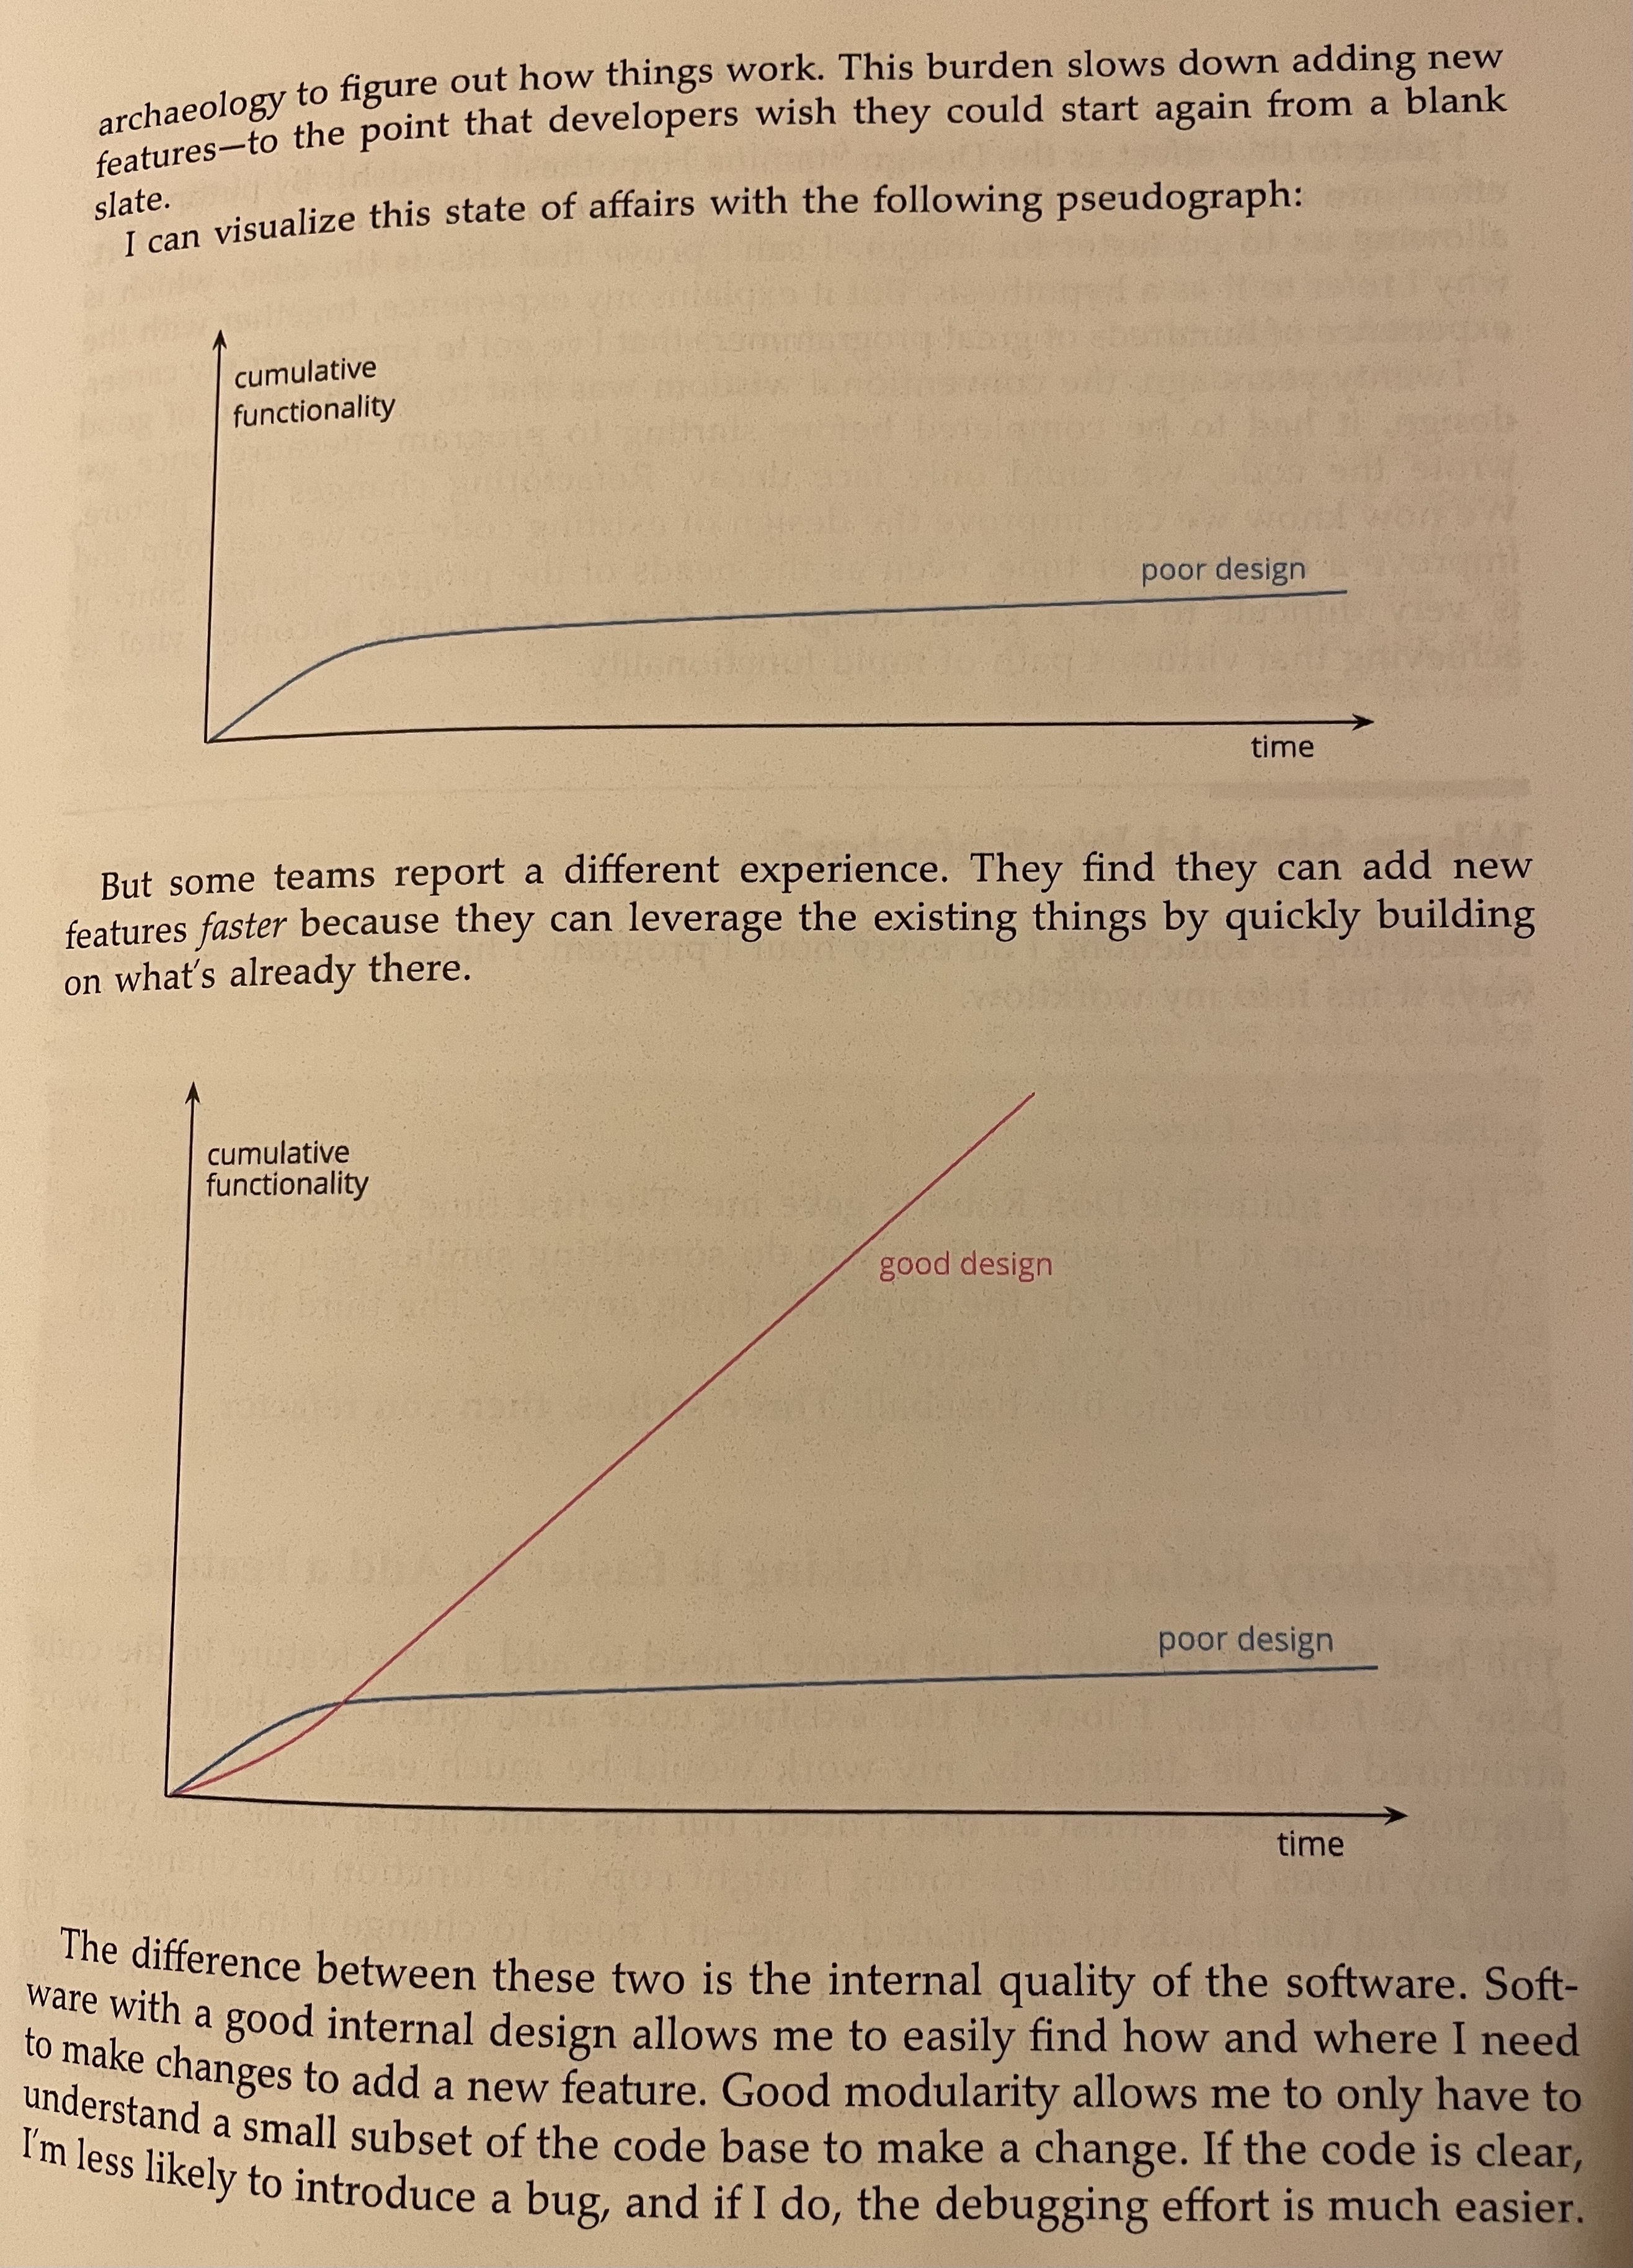 archaeology to figure out how things work. This burden slows down adding new
features—to the point that developers wish they could start again from a blank
slate.
I can visualize this state of affairs with the following pseudograph:
cumulative
functionality
poor design
time
But some teams report a different experience. They find they can add new
features faster because they can leverage the existing things by quickly building
on what's already there.
cumulative
functionality
good design
poor design
time
The difference between these two is the internal quality of the software. Soft-
ware with a good internal design allows me to easily find how and where I need
to make changes to add a new feature. Good modularity allows me to only have to
understand a small subset of the code base to make a change. If the code is clear,
I'm less likely to introduce a bug, and if I do, the debugging effort is much easier.